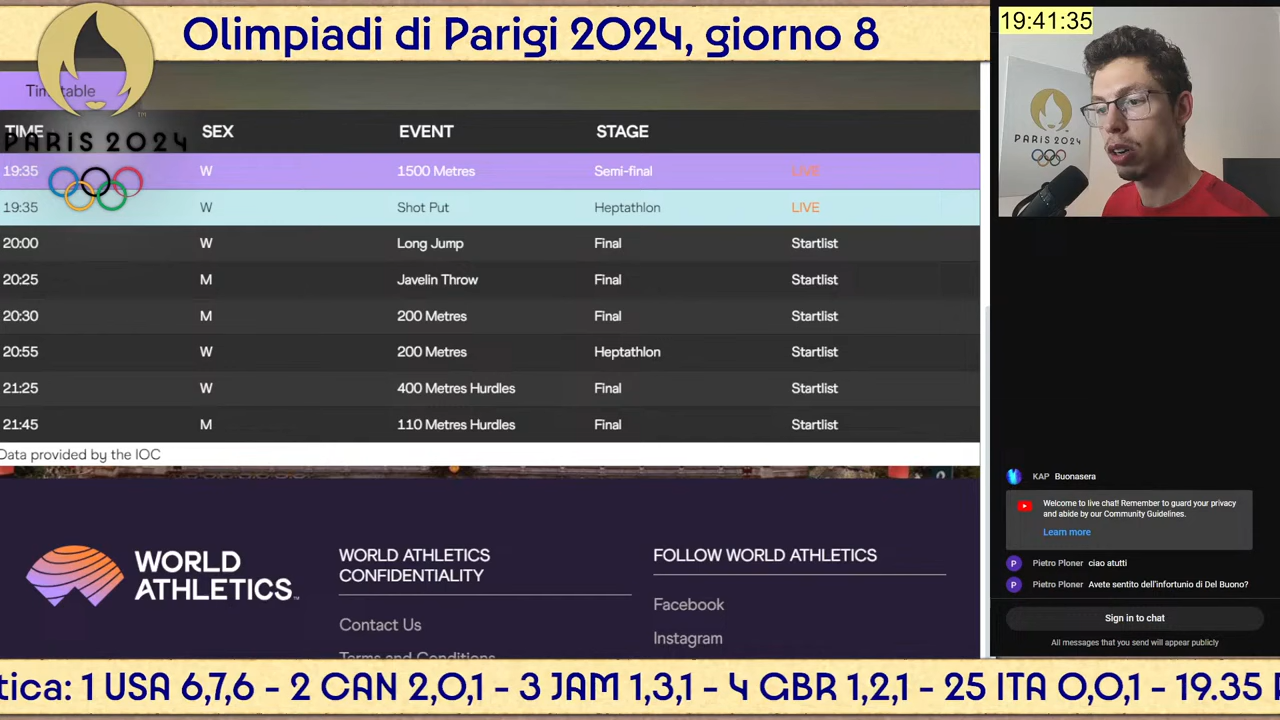 Olimpiadi di Parigi 2024, giorno 8
19:41:35
Timetable
PARIS 2024
TIME SEX EVENT STAGE
19:35 W 1500 Metres Semi-final LIVE
19:35 W Shot Put Heptathlon LIVE
20:00 W Long Jump Final Startlist
20:25 M Javelin Throw Final Startlist
20:30 M 200 Metres Final Startlist
20:55 W 200 Metres Heptathlon Startlist
21:25 W 400 Metres Hurdles Final Startlist
21:45 M 110 Metres Hurdles Final Startlist
Data provided by the IOC
WORLD
ATHLETICS
WORLD ATHLETICS
CONFIDENTIALITY
Contact Us
Terms and Conditions
FOLLOW WORLD ATHLETICS
Facebook
Instagram
PARIS 2024
KAP Buonasera
Welcome to live chat! Remember to guard your privacy
and abide by our Community Guidelines.
Learn more
P Pietro Ploner ciao atutti
P Pietro Ploner Avete sentito dell'infortunio di Del Buono?
Sign in to chat
All messages that you send will appear publicly
tica: 1 USA 6,7,6 - 2 CAN 2,0,1 - 3 JAM 1,3,1 - 4 GBR 1,2,1 - 25 ITA 0,0,1 - 19.35